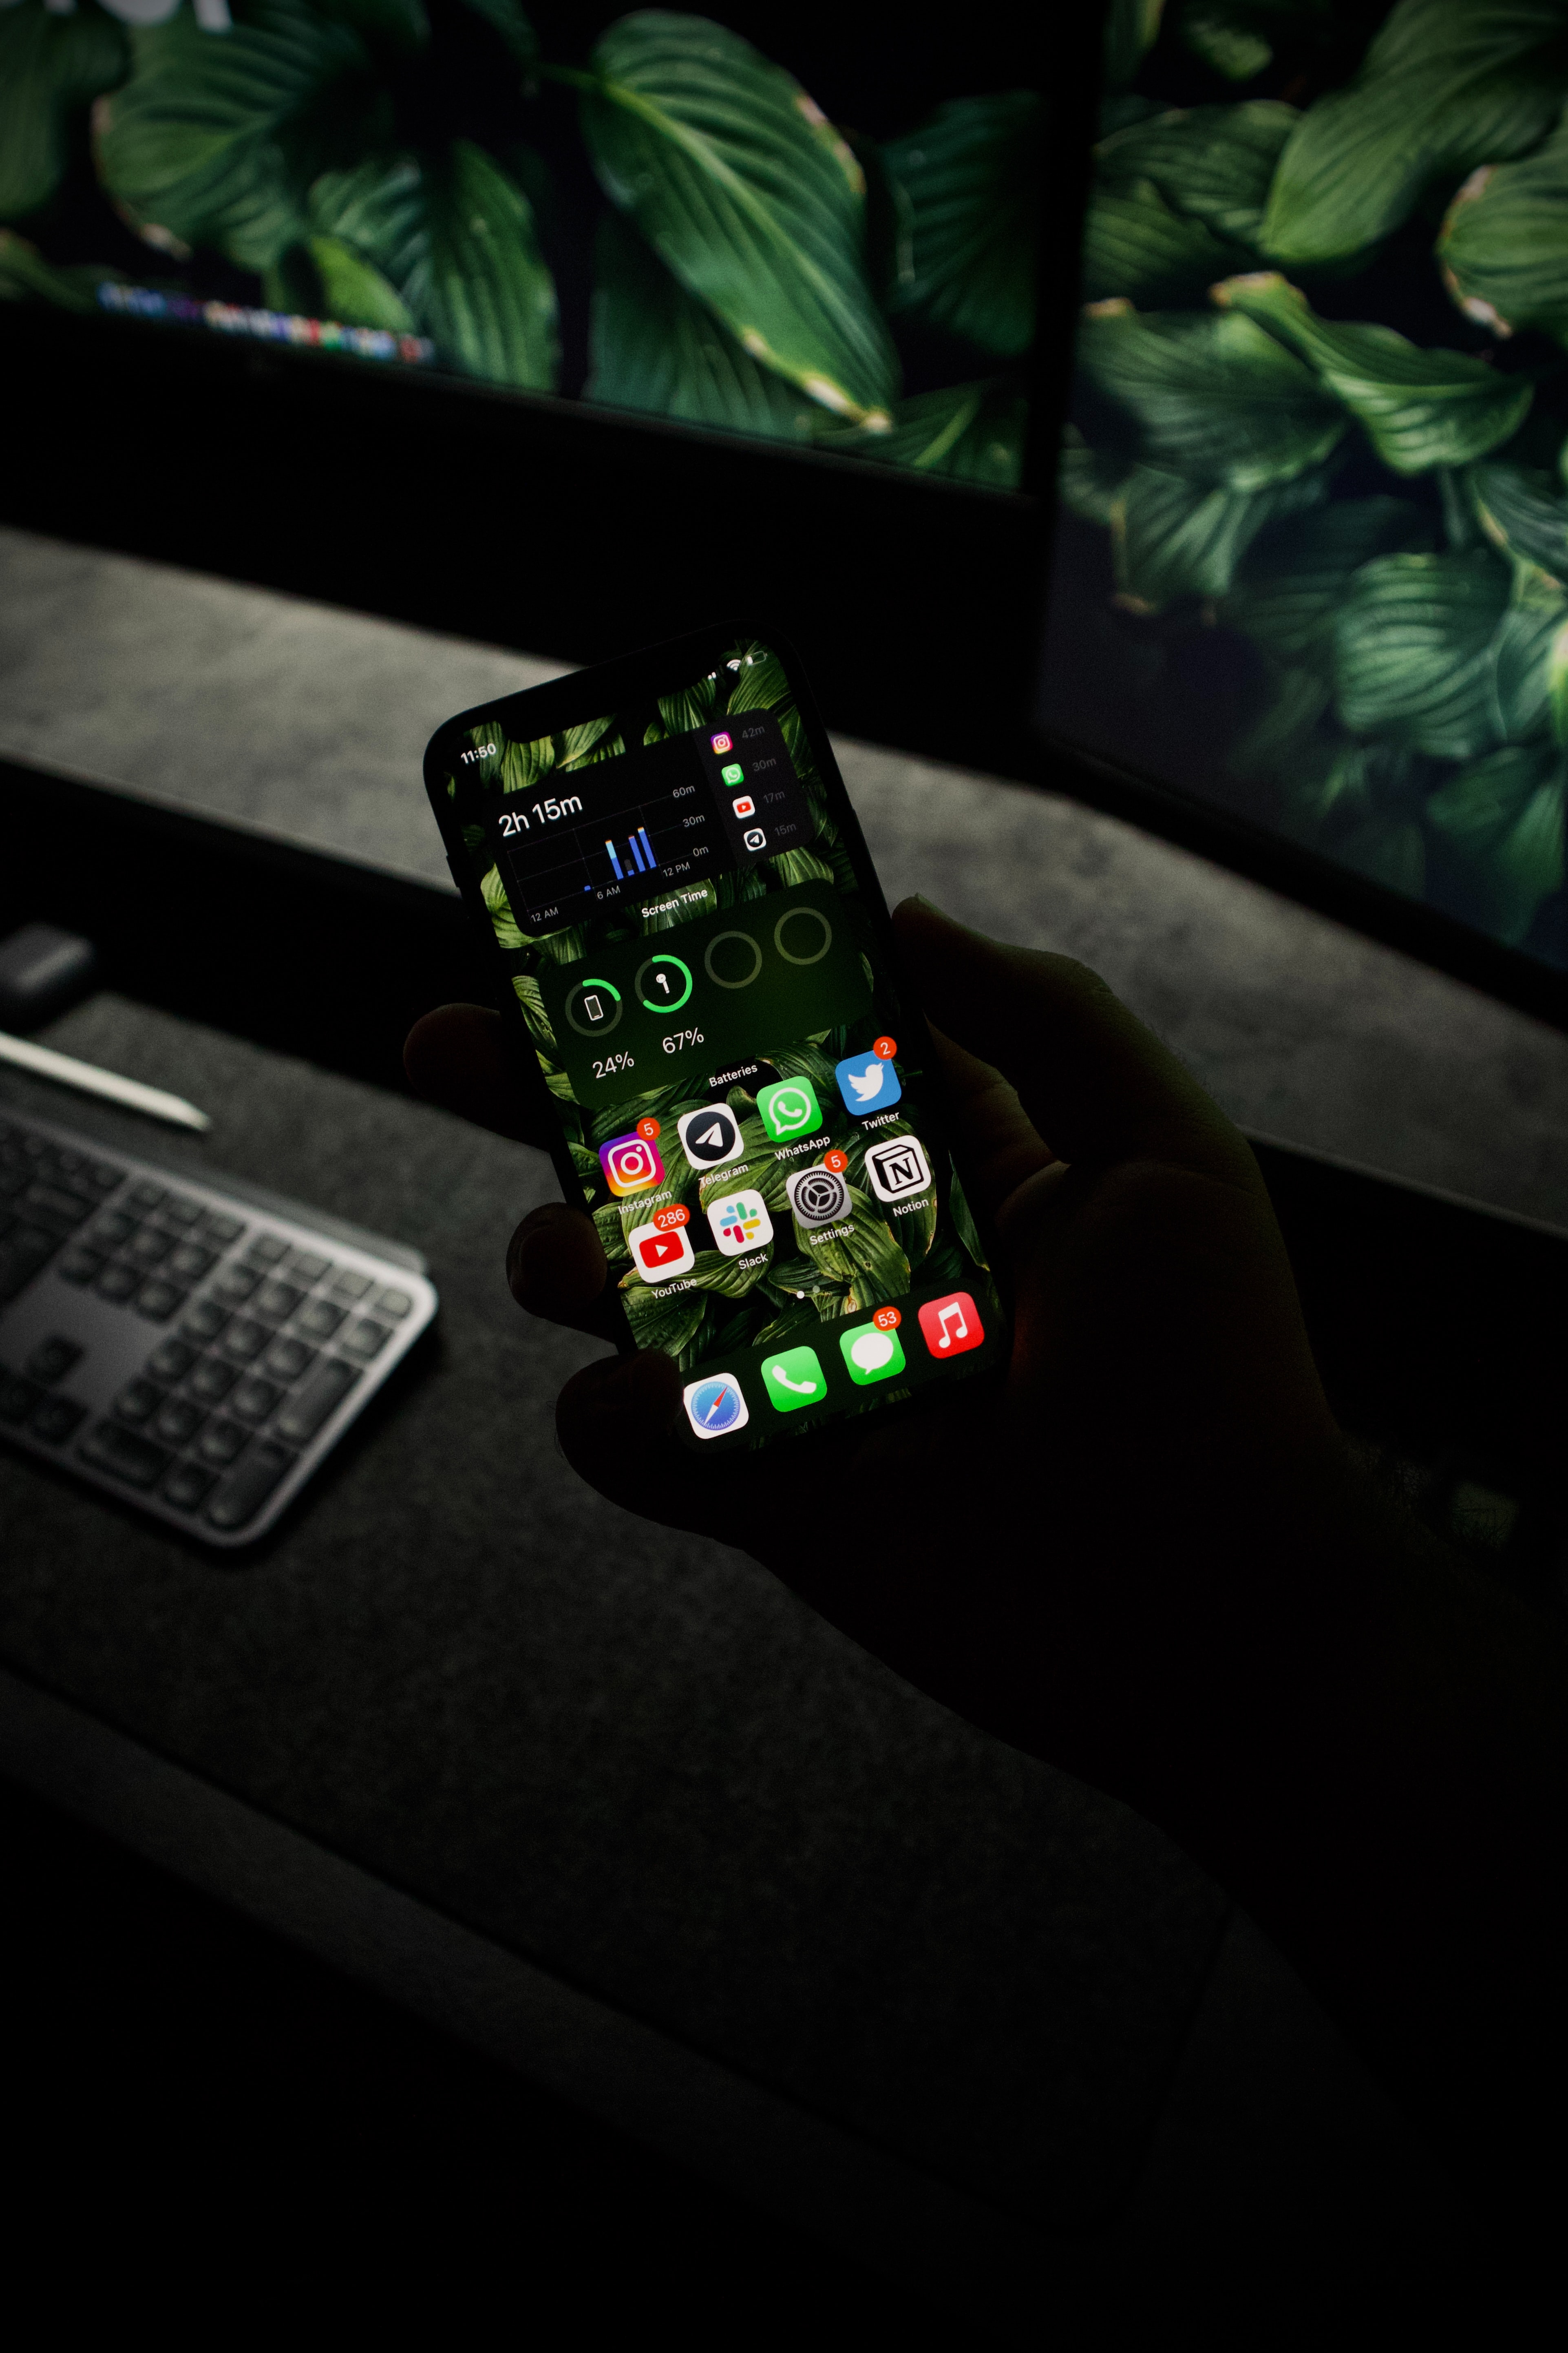 11:50
42m
30m
17m
15m
2h 15m
60m
30m
0m
12 AM
6 AM
12 PM
Screen Time
24%
67%
Batteries
5
2
Instagram
Telegram
WhatsApp
Twitter
286
5
YouTube
Slack
Settings
Notion
N
53